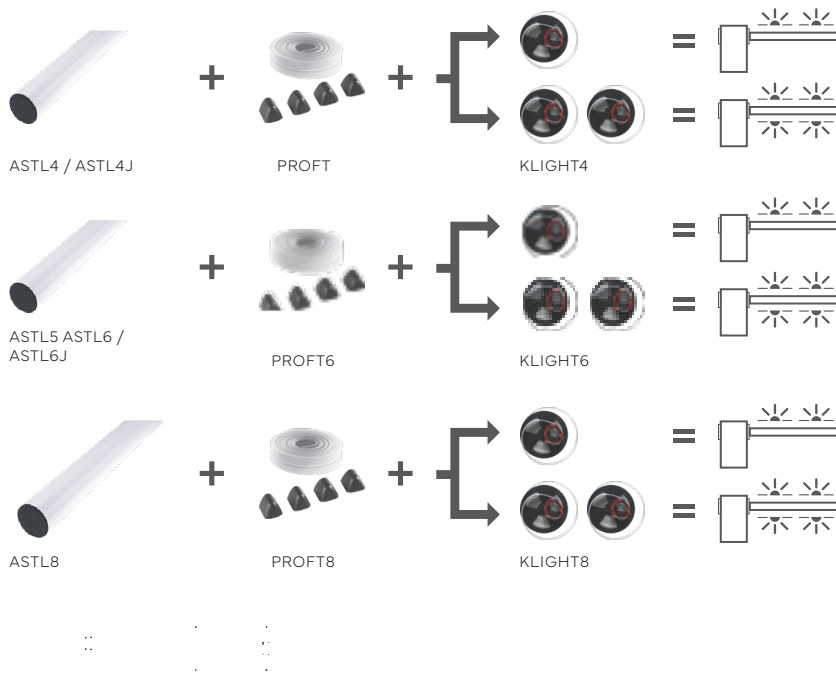 ASTL4 / ASTL4J
PROFT
KLIGHT4
ASTL5 ASTL6 /
ASTL6J
PROFT6
KLIGHT6
ASTL8
PROFT8
KLIGHT8